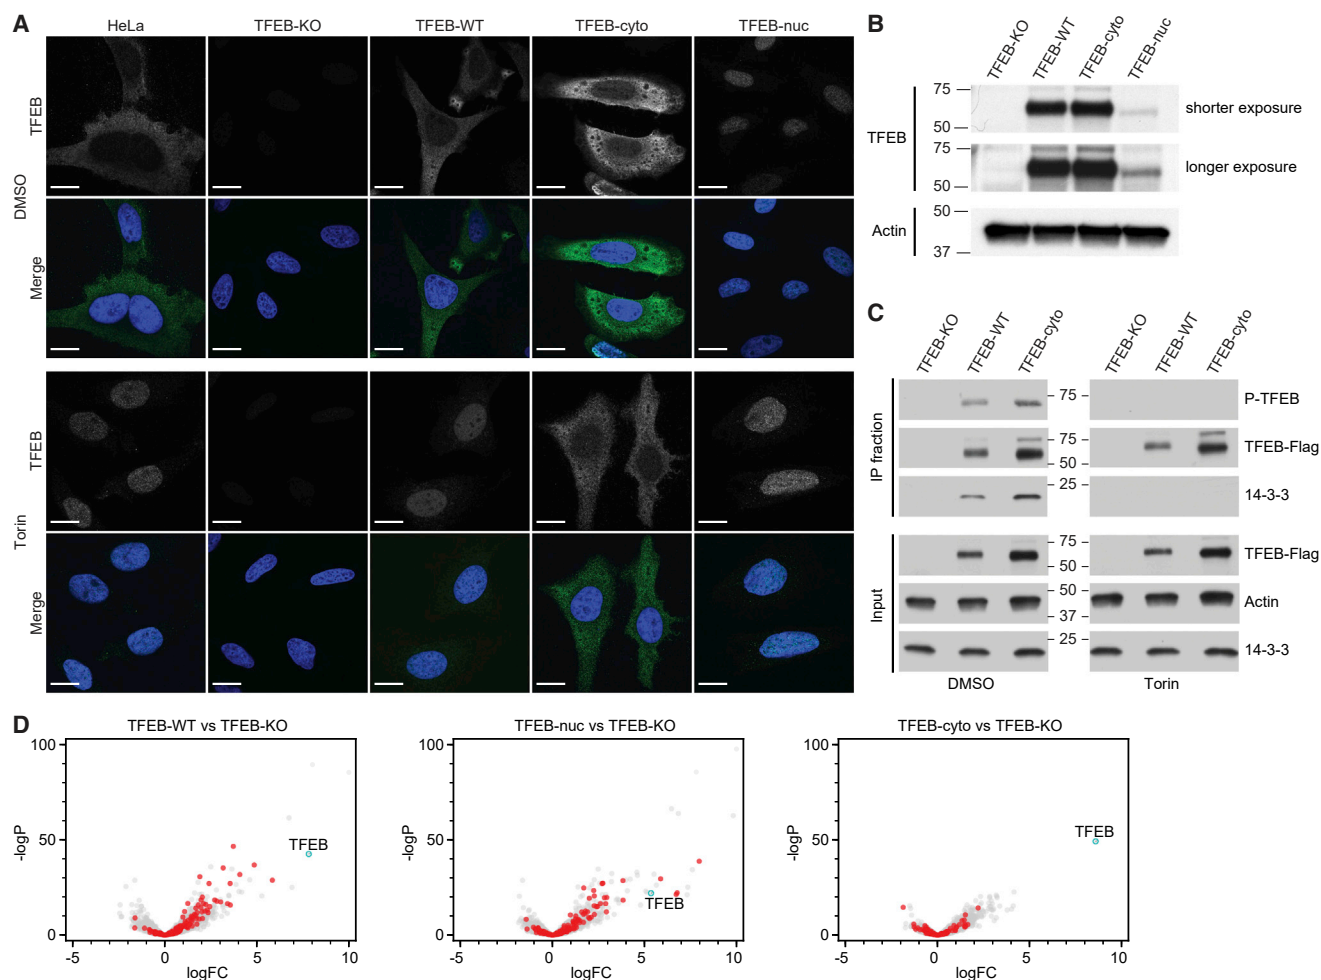 A
HeLa
TFEB-KO
TFEB-WT
TFEB-cyto
TFEB-nuc
DMSO
TFEB
Merge
Torin
TFEB
Merge
B
TFEB-KO
TFEB-WT
TFEB-cyto
TFEB-nuc
TFEB
75
50
shorter exposure
75
50
longer exposure
Actin
50
37
C
TFEB-KO
TFEB-WT
TFEB-cyto
TFEB-KO
TFEB-WT
TFEB-cyto
IP fraction
75
P-TFEB
75
50
TFEB-Flag
25
14-3-3
Input
75
50
TFEB-Flag
50
37
Actin
25
14-3-3
DMSO
Torin
D
TFEB-WT vs TFEB-KO
100
50
0
-logP
TFEB
-5
0
5
10
logFC
TFEB-nuc vs TFEB-KO
100
50
0
-logP
TFEB
-5
0
5
10
logFC
TFEB-cyto vs TFEB-KO
100
50
0
-logP
TFEB
-5
0
5
10
logFC